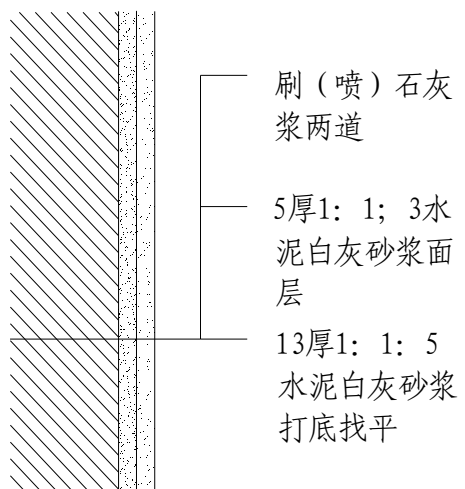 刷（喷）石灰
浆两道
5厚1：1；3水
泥白灰砂浆面
层
13厚1：1：5
水泥白灰砂浆
打底找平